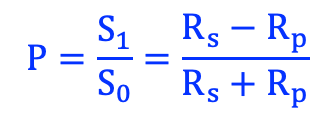 P = S₁/S₀ = (Rₛ − Rₚ)/(Rₛ + Rₚ)